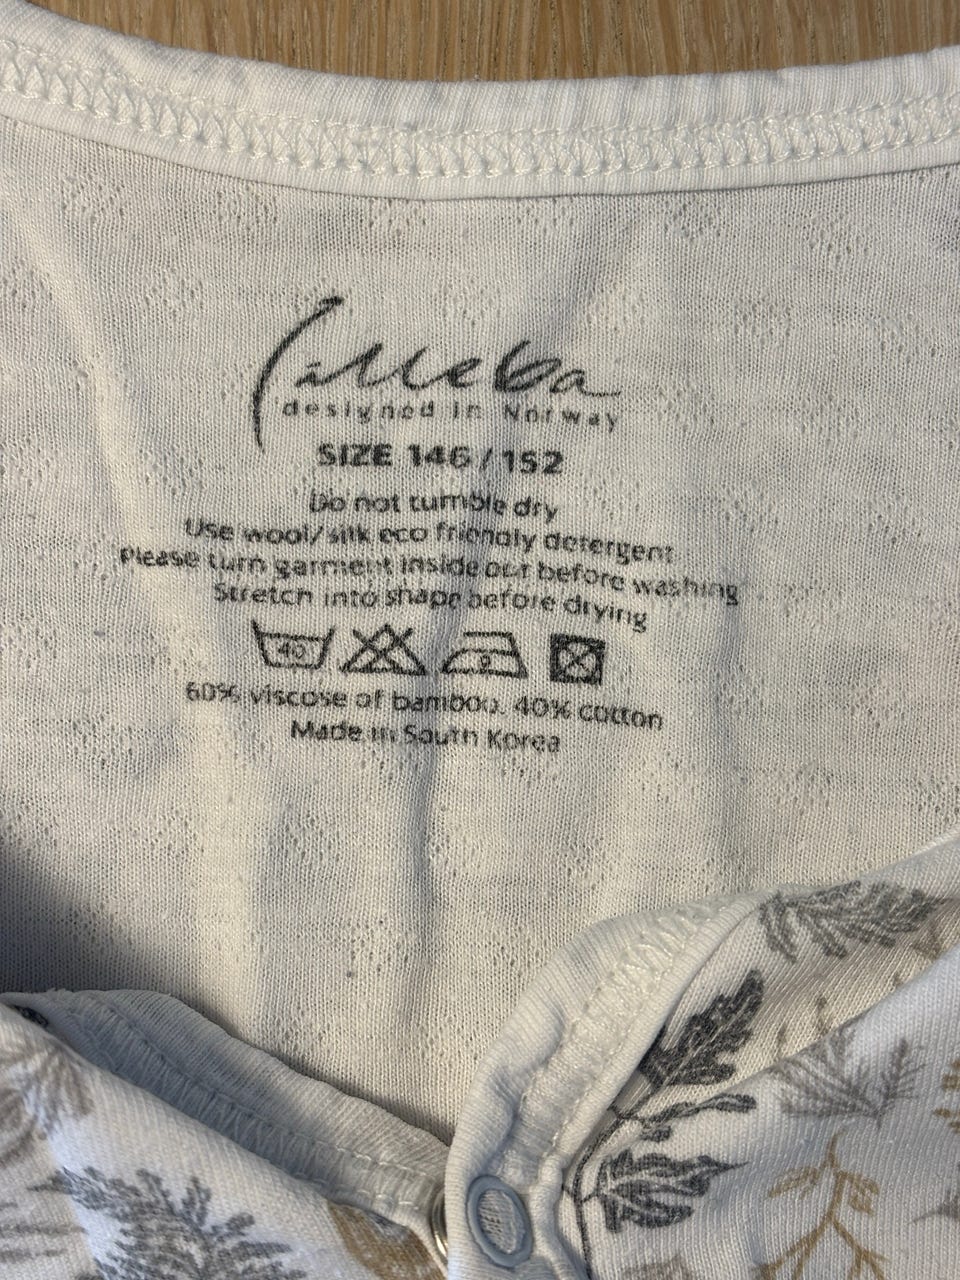 Lilleba
designed in Norway
SIZE 146 / 152
Do not tumble dry
Use wool/silk eco friendly detergent
please turn garment inside out before washing
Stretch into shape before drying
40
60% viscose of bamboo, 40% cotton
Made in South Korea